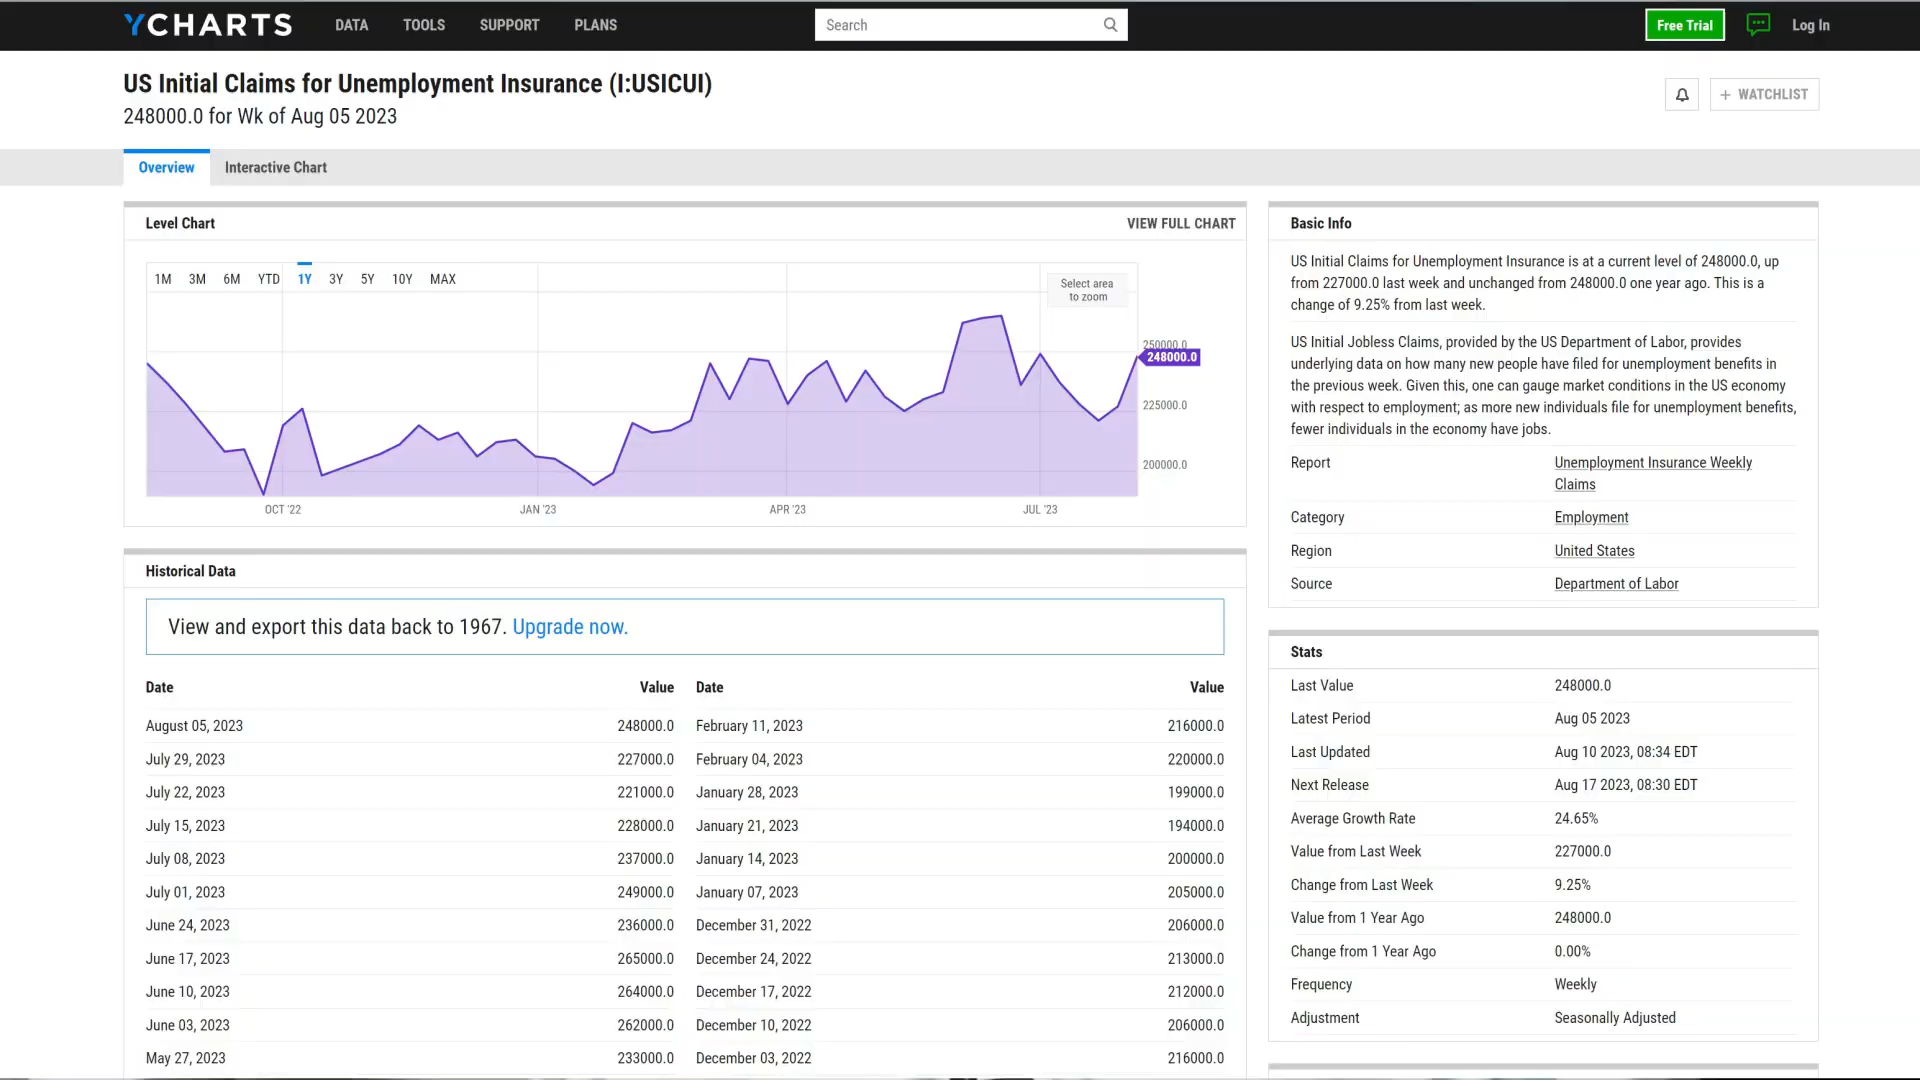 YCHARTS DATA TOOLS SUPPORT PLANS Search Free Trial Log In
US Initial Claims for Unemployment Insurance (I:USICUI)
248000.0 for Wk of Aug 05 2023
+ WATCHLIST
Overview Interactive Chart
Level Chart VIEW FULL CHART
1M 3M 6M YTD 1Y 3Y 5Y 10Y MAX
Select area
to zoom
250000.0
248000.0
225000.0
200000.0
OCT '22 JAN '23 APR '23 JUL '23
Historical Data
View and export this data back to 1967. Upgrade now.
Date Value Date Value
August 05, 2023 248000.0 February 11, 2023 216000.0
July 29, 2023 227000.0 February 04, 2023 220000.0
July 22, 2023 221000.0 January 28, 2023 199000.0
July 15, 2023 228000.0 January 21, 2023 194000.0
July 08, 2023 237000.0 January 14, 2023 200000.0
July 01, 2023 249000.0 January 07, 2023 205000.0
June 24, 2023 236000.0 December 31, 2022 206000.0
June 17, 2023 265000.0 December 24, 2022 213000.0
June 10, 2023 264000.0 December 17, 2022 212000.0
June 03, 2023 262000.0 December 10, 2022 206000.0
May 27, 2023 233000.0 December 03, 2022 216000.0
Basic Info
US Initial Claims for Unemployment Insurance is at a current level of 248000.0, up
from 227000.0 last week and unchanged from 248000.0 one year ago. This is a
change of 9.25% from last week.
US Initial Jobless Claims, provided by the US Department of Labor, provides
underlying data on how many new people have filed for unemployment benefits in
the previous week. Given this, one can gauge market conditions in the US economy
with respect to employment; as more new individuals file for unemployment benefits,
fewer individuals in the economy have jobs.
Report Unemployment Insurance Weekly
Claims
Category Employment
Region United States
Source Department of Labor
Stats
Last Value 248000.0
Latest Period Aug 05 2023
Last Updated Aug 10 2023, 08:34 EDT
Next Release Aug 17 2023, 08:30 EDT
Average Growth Rate 24.65%
Value from Last Week 227000.0
Change from Last Week 9.25%
Value from 1 Year Ago 248000.0
Change from 1 Year Ago 0.00%
Frequency Weekly
Adjustment Seasonally Adjusted